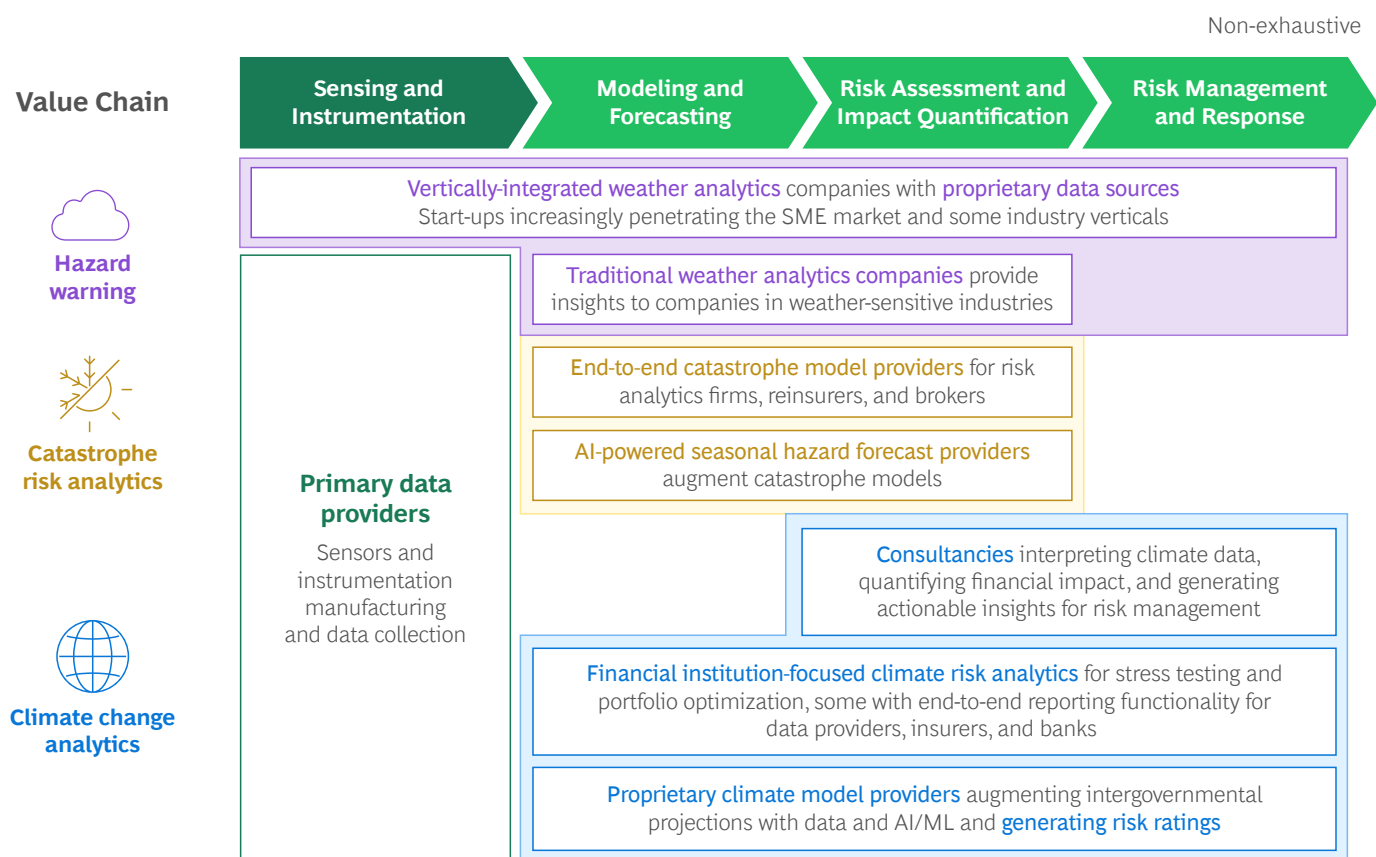 Non-exhaustive
Value Chain
Sensing and
Instrumentation
Modeling and
Forecasting
Risk Assessment and
Impact Quantification
Risk Management
and Response
Hazard
warning
Vertically-integrated weather analytics companies with proprietary data sources
Start-ups increasingly penetrating the SME market and some industry verticals
Traditional weather analytics companies provide
insights to companies in weather-sensitive industries
Catastrophe
risk analytics
End-to-end catastrophe model providers for risk
analytics firms, reinsurers, and brokers
AI-powered seasonal hazard forecast providers
augment catastrophe models
Primary data
providers
Sensors and
instrumentation
manufacturing
and data collection
Climate change
analytics
Consultancies interpreting climate data,
quantifying financial impact, and generating
actionable insights for risk management
Financial institution-focused climate risk analytics for stress testing and
portfolio optimization, some with end-to-end reporting functionality for
data providers, insurers, and banks
Proprietary climate model providers augmenting intergovernmental
projections with data and AI/ML and generating risk ratings